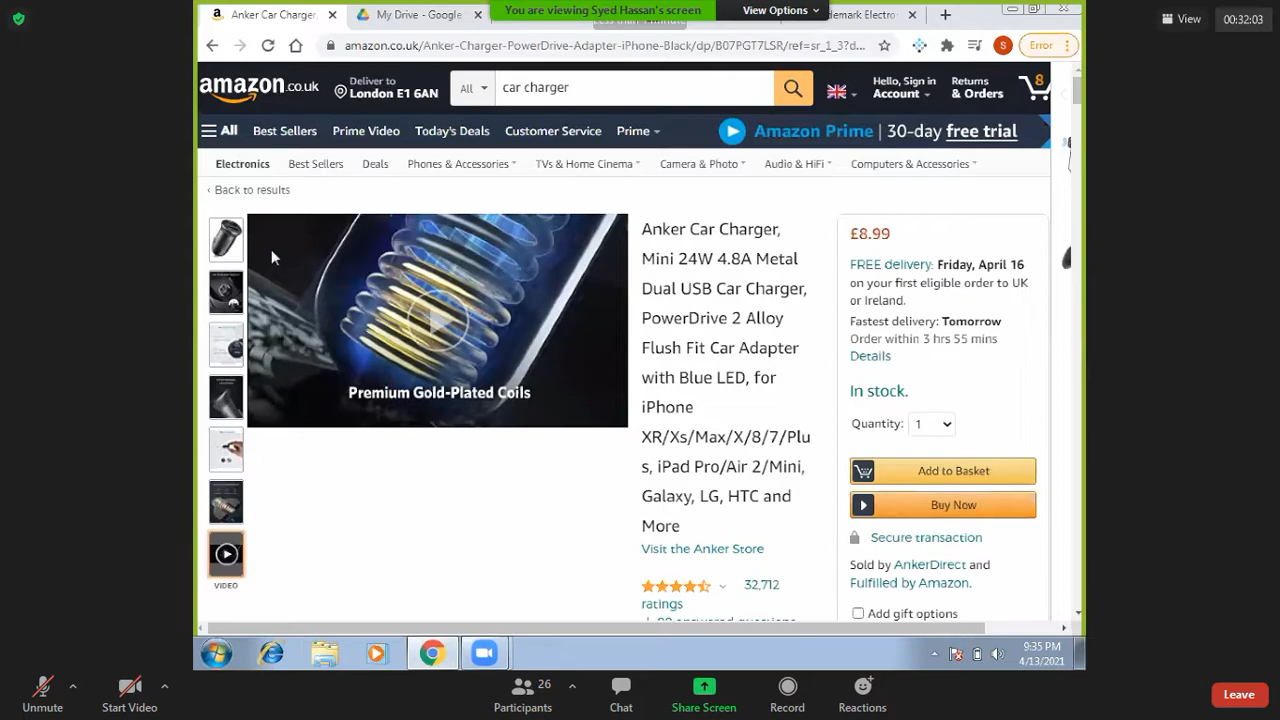 You are viewing Syed Hassan's screen
View Options
View
00:32:03
Anker Car Charger,
My Drive - Google
demark Electro
amazon.co.uk/Anker-Charger-PowerDrive-Adapter-iPhone-Black/dp/B07PGT7LSR/ref=sr_1_3?d...
S
Error
amazon.co.uk
Deliver to
London E1 6AN
All
car charger
Hello, Sign in
Account
Returns
& Orders
8
All
Best Sellers
Prime Video
Today's Deals
Customer Service
Prime
Amazon Prime | 30-day free trial
Electronics
Best Sellers
Deals
Phones & Accessories
TVs & Home Cinema
Camera & Photo
Audio & HiFi
Computers & Accessories
‹ Back to results
Premium Gold-Plated Coils
VIDEO
Anker Car Charger,
Mini 24W 4.8A Metal
Dual USB Car Charger,
PowerDrive 2 Alloy
Flush Fit Car Adapter
with Blue LED, for
iPhone
XR/Xs/Max/X/8/7/Plu
s, iPad Pro/Air 2/Mini,
Galaxy, LG, HTC and
More
Visit the Anker Store
32,712
ratings
£8.99
FREE delivery: Friday, April 16
on your first eligible order to UK
or Ireland.
Fastest delivery: Tomorrow
Order within 3 hrs 55 mins
Details
In stock.
Quantity: 1
Add to Basket
Buy Now
Secure transaction
Sold by AnkerDirect and
Fulfilled by Amazon.
Add gift options
9:35 PM
4/13/2021
Unmute
Start Video
26
Participants
Chat
Share Screen
Record
Reactions
Leave